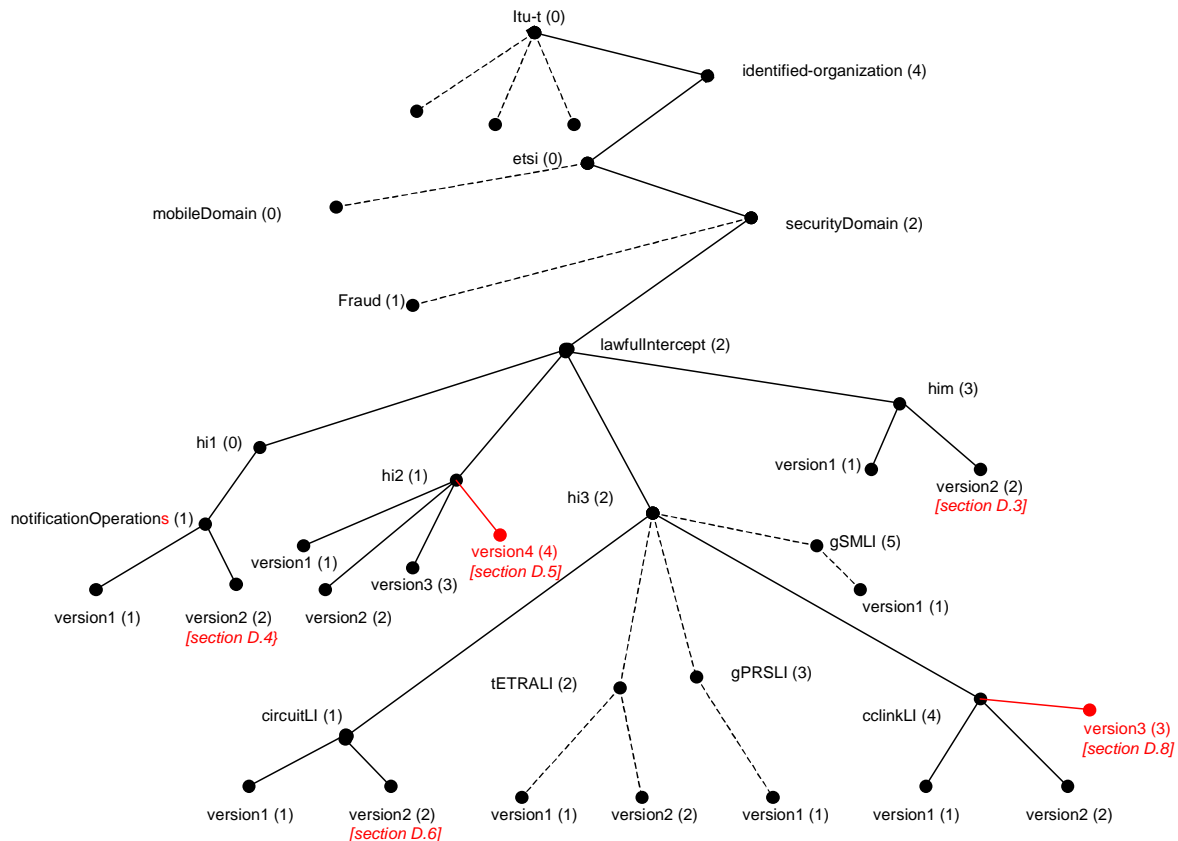 Itu-t (0)
identified-organization (4)
etsi (0)
mobileDomain (0)
securityDomain (2)
Fraud (1)
lawfulIntercept (2)
him (3)
hi1 (0)
version1 (1)
hi2 (1)
version2 (2)
[section D.3]
hi3 (2)
notificationOperations (1)
gSMLI (5)
version1 (1)
version4 (4)
[section D.5]
version3 (3)
version1 (1)
version1 (1)
version2 (2)
[section D.4}
version2 (2)
tETRALI (2)
gPRSLI (3)
circuitLI (1)
cclinkLI (4)
version3 (3)
[section D.8]
version1 (1)
version2 (2)
[section D.6]
version1 (1)
version2 (2)
version1 (1)
version1 (1)
version2 (2)